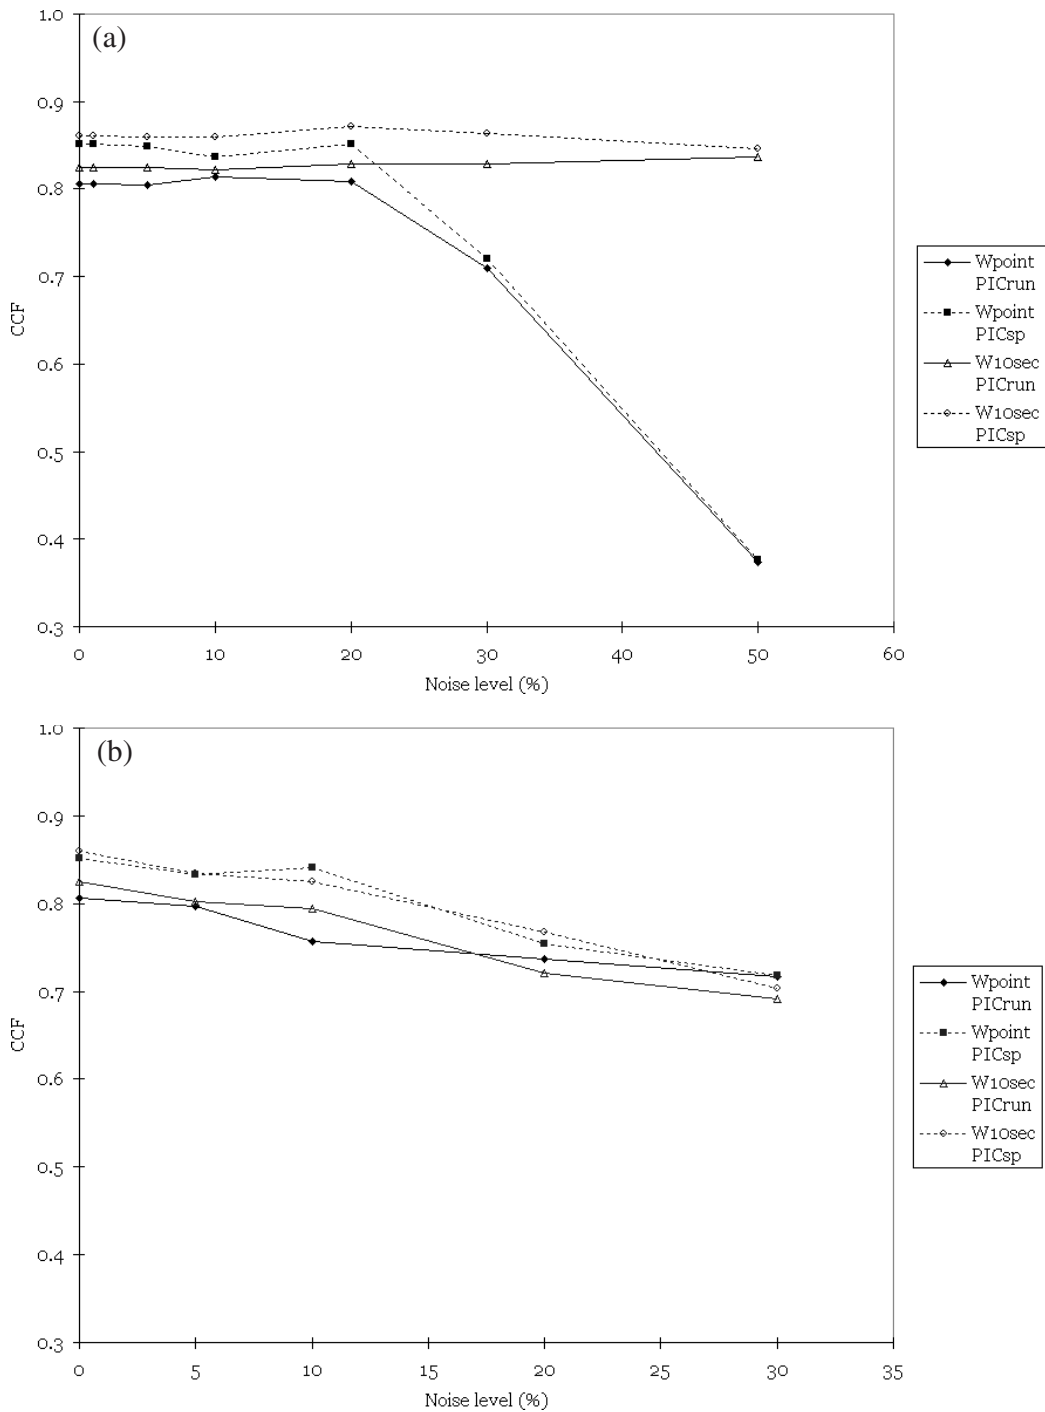 (a)
1.0
0.9
0.8
0.7
0.6
0.5
0.4
0.3
CCF
0 10 20 30 40 50 60
Noise level (%)
Wpoint
PICrun
Wpoint
PICsp
W10sec
PICrun
W10sec
PICsp
(b)
1.0
0.9
0.8
0.7
0.6
0.5
0.4
0.3
CCF
0 5 10 15 20 25 30 35
Noise level (%)
Wpoint
PICrun
Wpoint
PICsp
W10sec
PICrun
W10sec
PICsp